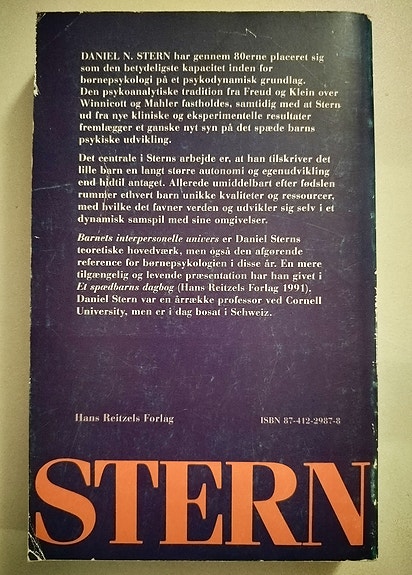 DANIEL N. STERN har gennem 80erne placeret sig
som den betydeligste kapacitet inden for
børnepsykologi på et psykodynamisk grundlag.
Den psykoanalytiske tradition fra Freud og Klein over
Winnicott og Mahler fastholdes, samtidig med at Stern
ud fra nye kliniske og eksperimentelle resultater
fremlægger et ganske nyt syn på det spæde barns
psykiske udvikling.
Det centrale i Sterns arbejde er, at han tilskriver det
lille barn en langt større autonomi og egenudvikling
end hidtil antaget. Allerede umiddelbart efter fødslen
rummer ethvert barn unikke kvaliteter og ressourcer,
med hvilke det favner verden og udvikler sig selv i et
dynamisk samspil med sine omgivelser.
Barnets interpersonelle univers er Daniel Sterns
teoretiske hovedværk, men også den afgørende
reference for børnepsykologien i disse år. En mere
tilgængelig og levende præsentation har han givet i
Et spædbarns dagbog (Hans Reitzels Forlag 1991).
Daniel Stern var en årrække professor ved Cornell
University, men er i dag bosat i Schweiz.
Hans Reitzels Forlag
ISBN 87-412-2987-8
STERN